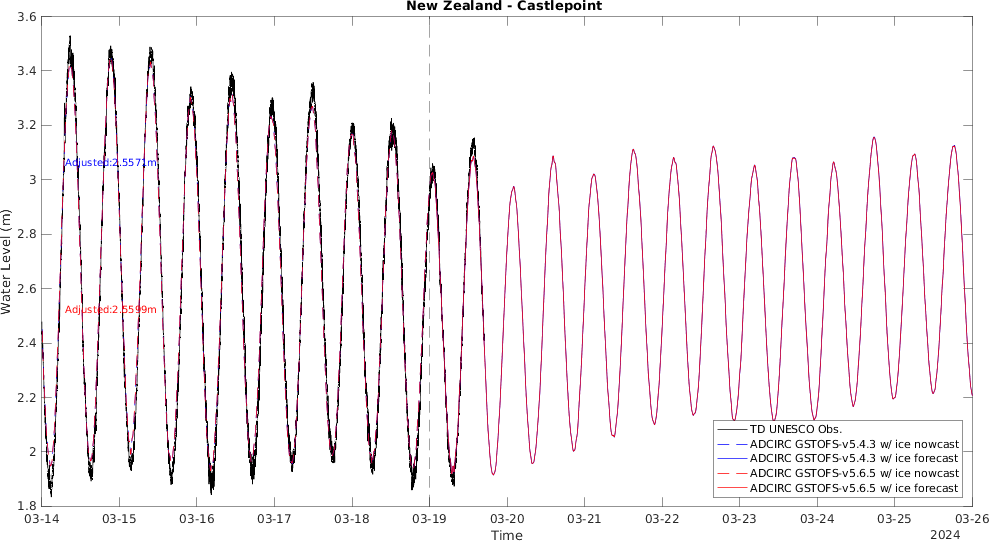 New Zealand - Castlepoint
3.6
3.4
3.2
3
2.8
2.6
2.4
2.2
2
1.8
Water Level (m)
Adjusted:2.5571m
Adjusted:2.5599m
TD UNESCO Obs.
ADCIRC GSTOFS-v5.4.3 w/ ice nowcast
ADCIRC GSTOFS-v5.4.3 w/ ice forecast
ADCIRC GSTOFS-v5.6.5 w/ ice nowcast
ADCIRC GSTOFS-v5.6.5 w/ ice forecast
03-14 03-15 03-16 03-17 03-18 03-19 03-20 03-21 03-22 03-23 03-24 03-25 03-26
Time
2024